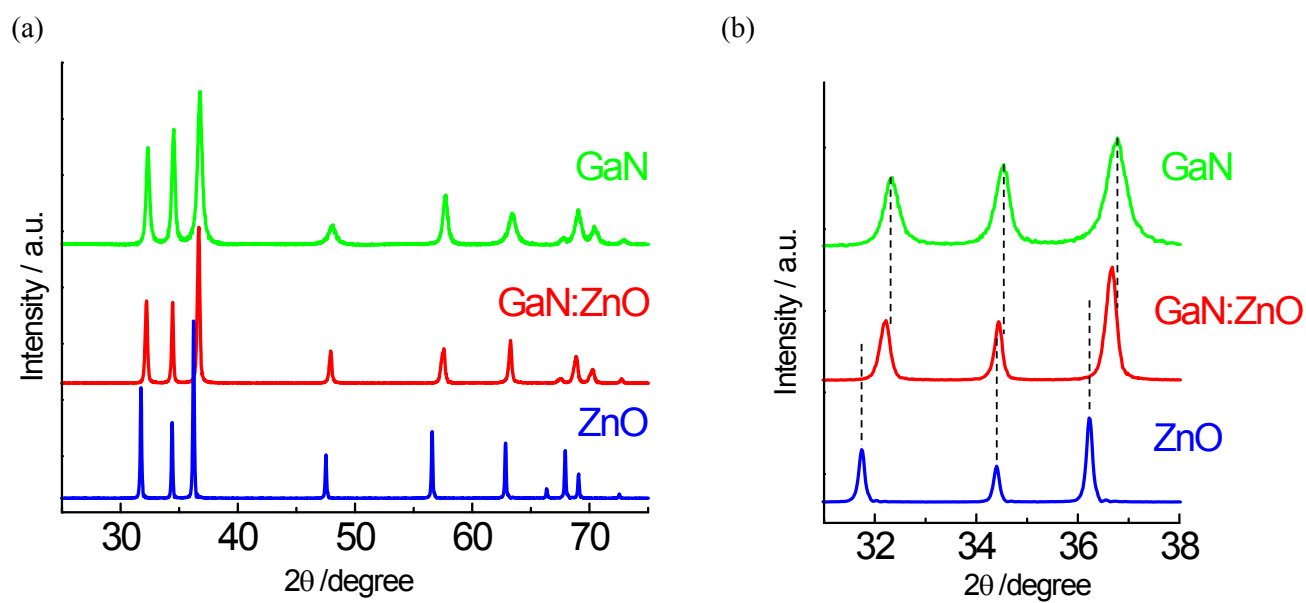 (a)
GaN
GaN:ZnO
ZnO
Intensity / a.u.
30 40 50 60 70
2θ /degree
(b)
GaN
GaN:ZnO
ZnO
Intensity / a.u.
32 34 36 38
2θ /degree